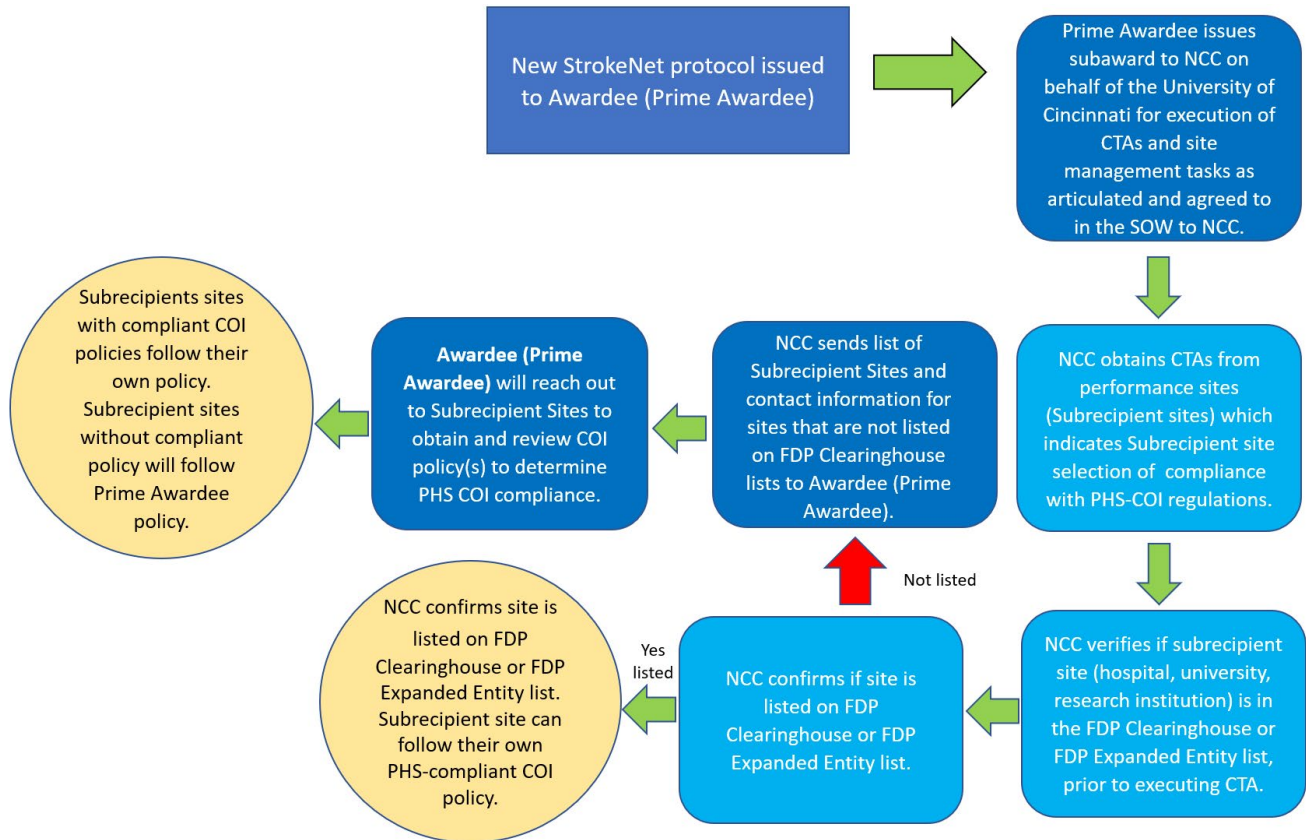 New StrokeNet protocol issued
to Awardee (Prime Awardee)
Prime Awardee issues
subaward to NCC on
behalf of the University of
Cincinnati for execution of
CTAs and site
management tasks as
articulated and agreed to
in the SOW to NCC.
NCC obtains CTAs from
performance sites
(Subrecipient sites) which
indicates Subrecipient site
selection of  compliance
with PHS-COI regulations.
NCC verifies if subrecipient
site (hospital, university,
research institution) is in
the FDP Clearinghouse or
FDP Expanded Entity list,
prior to executing CTA.
NCC confirms if site is
listed on FDP
Clearinghouse or FDP
Expanded Entity list.
Yes
listed
NCC confirms site is
listed on FDP
Clearinghouse or FDP
Expanded Entity list.
Subrecipient site can
follow their own
PHS-compliant COI
policy.
Not listed
NCC sends list of
Subrecipient Sites and
contact information for
sites that are not listed
on FDP Clearinghouse
lists to Awardee (Prime
Awardee).
Awardee (Prime
Awardee) will reach out
to Subrecipient Sites to
obtain and review COI
policy(s) to determine
PHS COI compliance.
Subrecipients sites
with compliant COI
policies follow their
own policy.
Subrecipient sites
without compliant
policy will follow
Prime Awardee
policy.